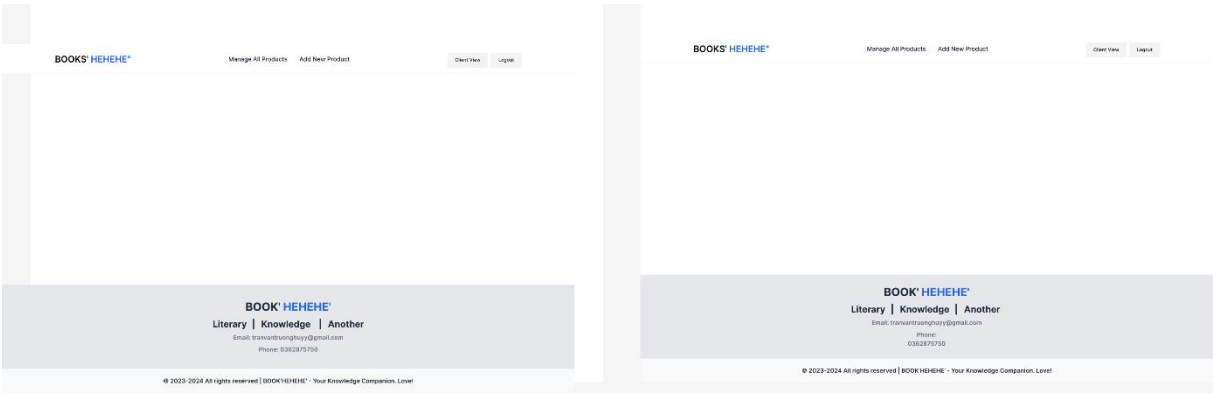 BOOKS' HEHEHE"
Manage All Products Add New Product
Client View Logout
BOOK' HEHEHE'
Literary | Knowledge | Another
Email: tranvantruonghuyy@gmail.com
Phone: 0362875750
© 2023-2024 All rights reserved | BOOK'HEHEHE' - Your Knowledge Companion. Love!
BOOKS' HEHEHE"
Manage All Products Add New Product
Client View Logout
BOOK' HEHEHE'
Literary | Knowledge | Another
Email: tranvantruonghuyy@gmail.com
Phone:
0362875750
© 2023-2024 All rights reserved | BOOK'HEHEHE' - Your Knowledge Companion. Love!